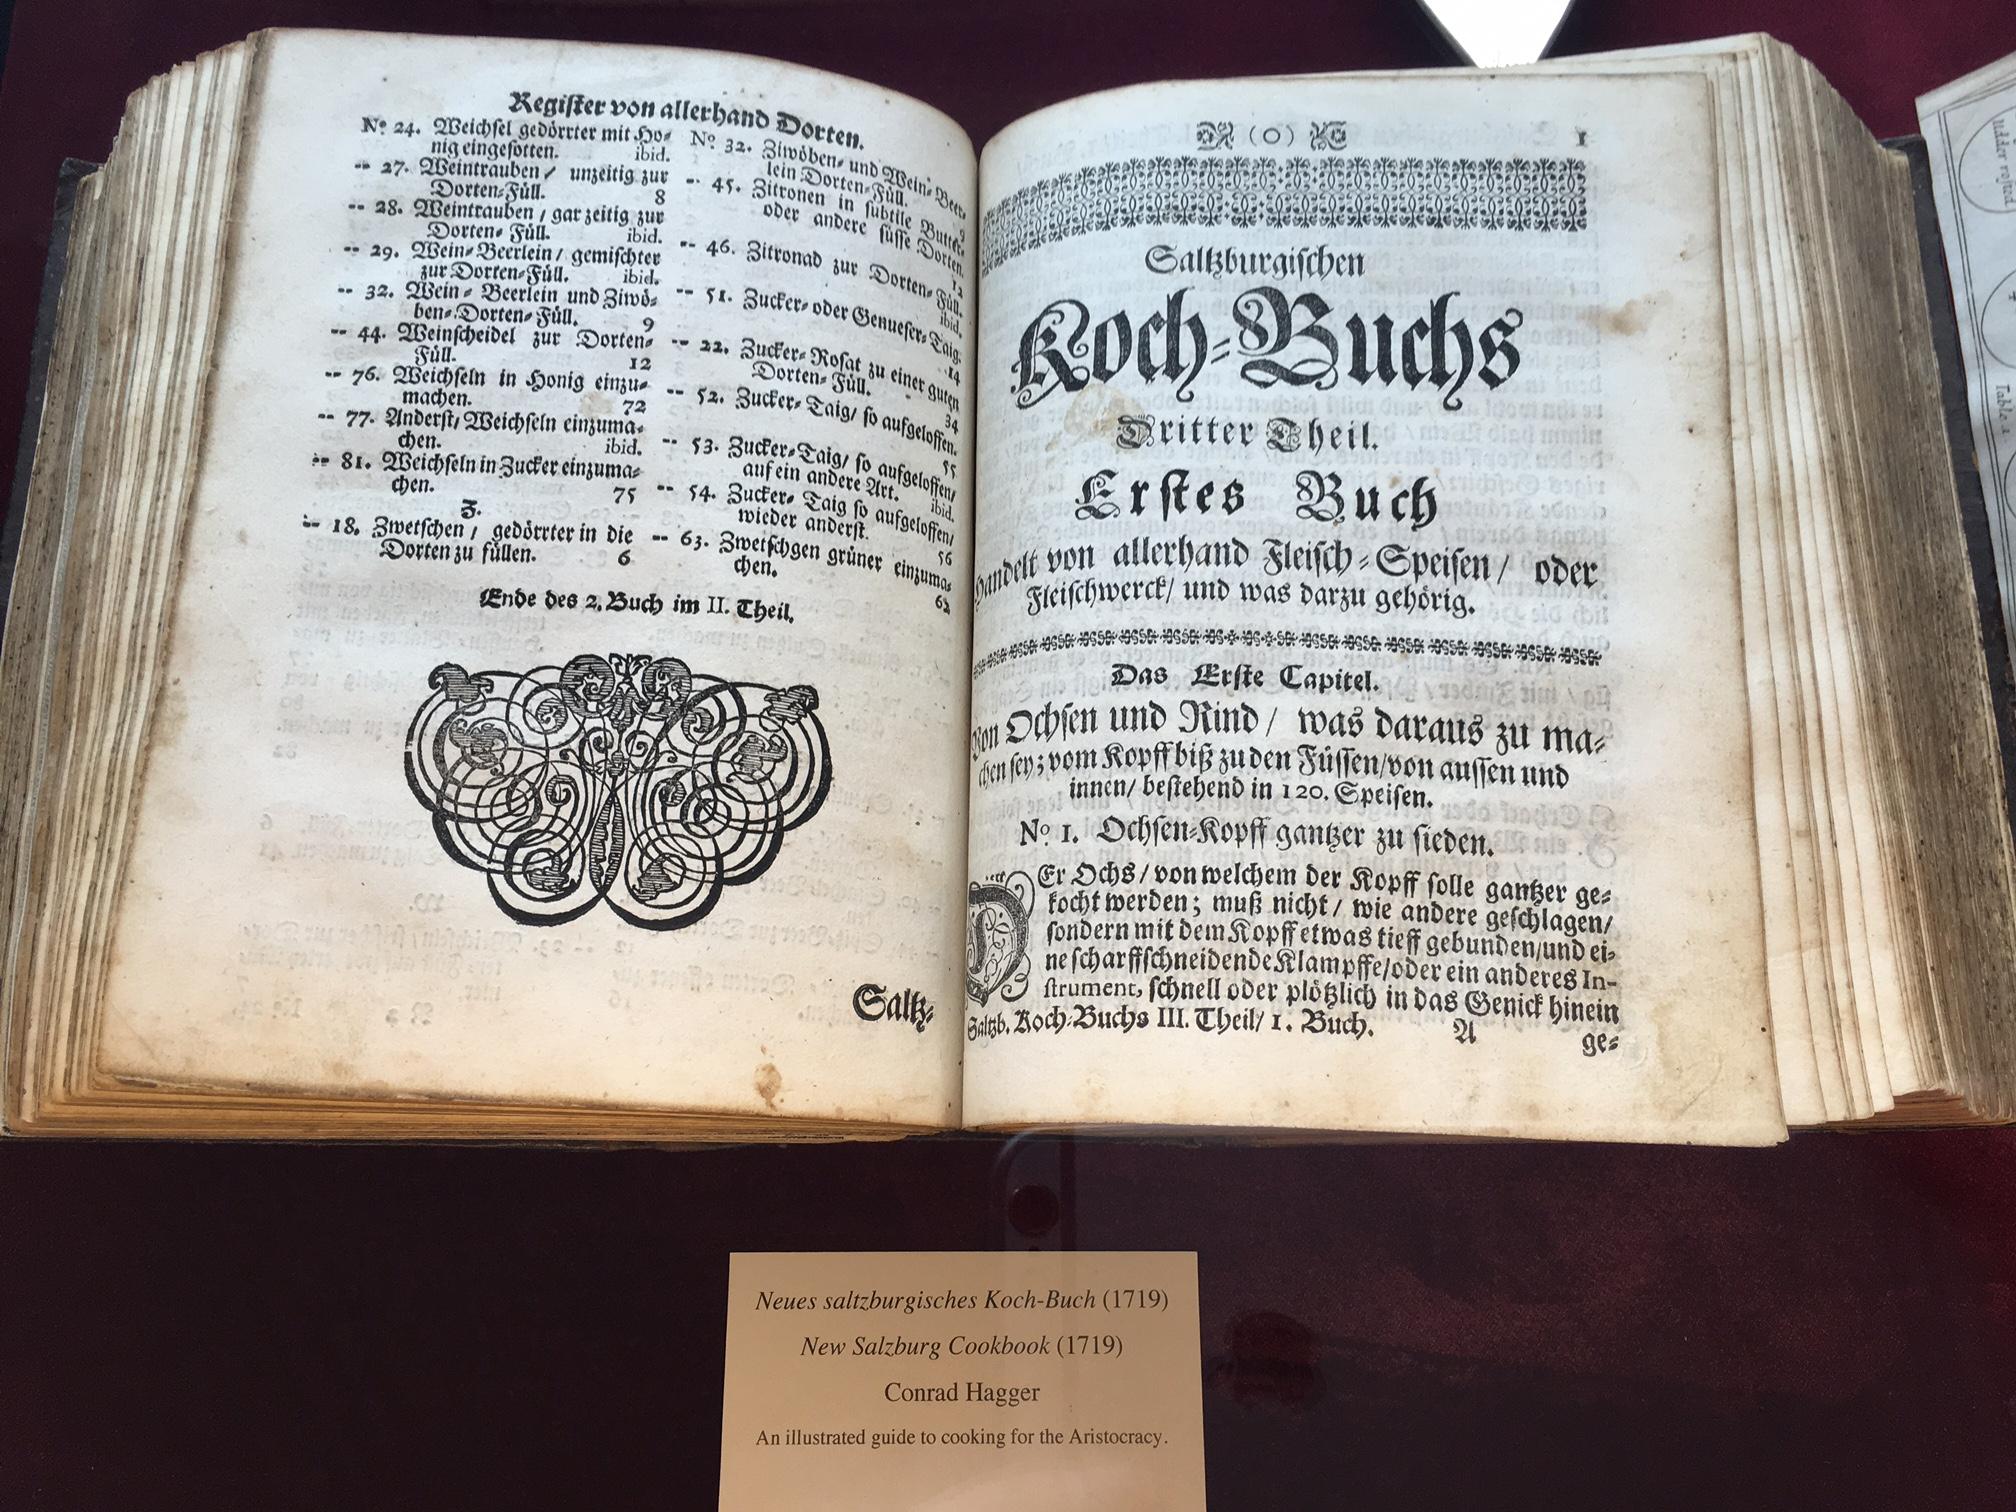 Register von allerhand Dorten.
Nº 24. Weichsel gedörrter mit Ho⸗
nig eingesotten. ibid.
-- 27. Weintrauben / unzeitig zur
Dorten⸗Füll. 8
-- 28. Weintrauben / gar zeitig zur
Dorten⸗Füll. ibid.
-- 29. Wein⸗Beerlein / gemischter
zur Dorten⸗Füll. ibid.
-- 32. Wein⸗Beerlein und Ziwö⸗
ben⸗Dorten⸗Füll. 9
-- 44. Weinscheidel zur Dorten⸗
Füll. 12
-- 76. Weichseln in Honig einzu⸗
machen. 72
-- 77. Anderst / Weichseln einzuma⸗
chen. ibid.
-- 81. Weichseln in Zucker einzuma⸗
chen. 75
Z.
-- 18. Zwetschen / gedörrter in die
Dorten zu füllen. 6
Nº 32. Ziwöben⸗ und Wein⸗Beer⸗
lein Dorten⸗Füll. 9
-- 45. Zitronen in subtile Butter⸗
oder andere süsse Dorten. 12
-- 46. Zitronad zur Dorten⸗Füll.
ibid.
-- 51. Zucker⸗ oder Genueser⸗Taig.
14
-- 22. Zucker⸗Rosat zu einer guten
Dorten⸗Füll. 34
-- 52. Zucker⸗Taig / so aufgeloffen.
55
-- 53. Zucker⸗Taig / so aufgeloffen /
auf ein andere Art. ibid.
-- 54. Zucker⸗Taig so aufgeloffen /
wieder anderst. 56
-- 63. Zwetschgen grüner einzuma⸗
chen. 62
Ende des 2. Buch im II. Theil.
Saltz⸗
(o) 1
Saltzburgischen
Koch⸗Buchs
Dritter Theil.
Erstes Buch
Handelt von allerhand Fleisch⸗Speisen / oder
Fleischwerck / und was darzu gehörig.
Das Erste Capitel.
Von Ochsen und Rind / was daraus zu ma⸗
chen sey; vom Kopff biß zu den Füssen / von aussen und
innen / bestehend in 120. Speisen.
Nº 1. Ochsen⸗Kopff gantzer zu sieden.
DEr Ochs / von welchem der Kopff solle gantzer ge⸗
kocht werden; muß nicht / wie andere geschlagen /
sondern mit dem Kopff etwas tieff gebunden / und ei⸗
ne scharffschneidende Klampffe / oder ein anderes In-
strument, schnell oder plötzlich in das Genick hinein
Saltzb. Koch⸗Buchs III. Theil / 1. Buch. A ge⸗
Neues saltzburgisches Koch-Buch (1719)
New Salzburg Cookbook (1719)
Conrad Hagger
An illustrated guide to cooking for the Aristocracy.